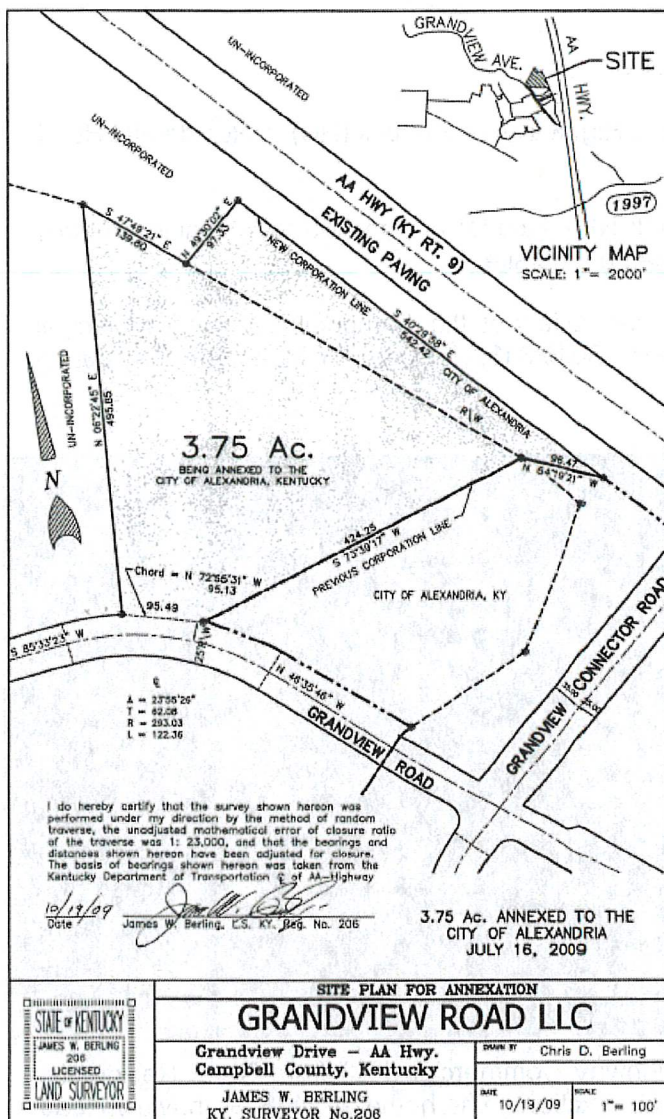 GRANDVIEW
AVE.
AA
HWY.
SITE
1997
VICINITY MAP
SCALE: 1"= 2000'
UN-INCORPORATED
UN-INCORPORATED
AA HWY (KY RT. 9)
EXISTING PAVING
S 47°49'21" E
139.60
N 49°30'02" E
97.33
NEW CORPORATION LINE
S 40°29'58" E
542.42
CITY OF ALEXANDRIA
R\W
UN-INCORPORATED
N 06°22'45" E
495.85
N
3.75 Ac.
BEING ANNEXED TO THE
CITY OF ALEXANDRIA, KENTUCKY
96.47
N 64°19'21" W
424.25
S 73°39'17" W
PREVIOUS CORPORATION LINE
Chord = N 72°55'31" W
95.13
95.49
CITY OF ALEXANDRIA, KY
S 85°33'23" W
25' R\W
N 46°35'46" W
GRANDVIEW ROAD
GRANDVIEW CONNECTOR ROAD
Δ = 23°55'26"
T = 62.08
R = 293.03
L = 122.36
I do hereby certify that the survey shown hereon was
performed under my direction by the method of random
traverse, the unadjusted mathematical error of closure ratio
of the traverse was 1: 23,000, and that the bearings and
distances shown hereon have been adjusted for closure.
The basis of bearings shown hereon was taken from the
Kentucky Department of Transportation ℄ of AA-Highway
10/19/09
Date James W. Berling, L.S. KY. Reg. No. 206
3.75 Ac. ANNEXED TO THE
CITY OF ALEXANDRIA
JULY 16, 2009
STATE of KENTUCKY
JAMES W. BERLING
206
LICENSED
LAND SURVEYOR
SITE PLAN FOR ANNEXATION
GRANDVIEW ROAD LLC
Grandview Drive – AA Hwy.
Campbell County, Kentucky
DRAWN BY Chris D. Berling
JAMES W. BERLING
KY. SURVEYOR No.206
DATE 10/19/09
SCALE 1"= 100'